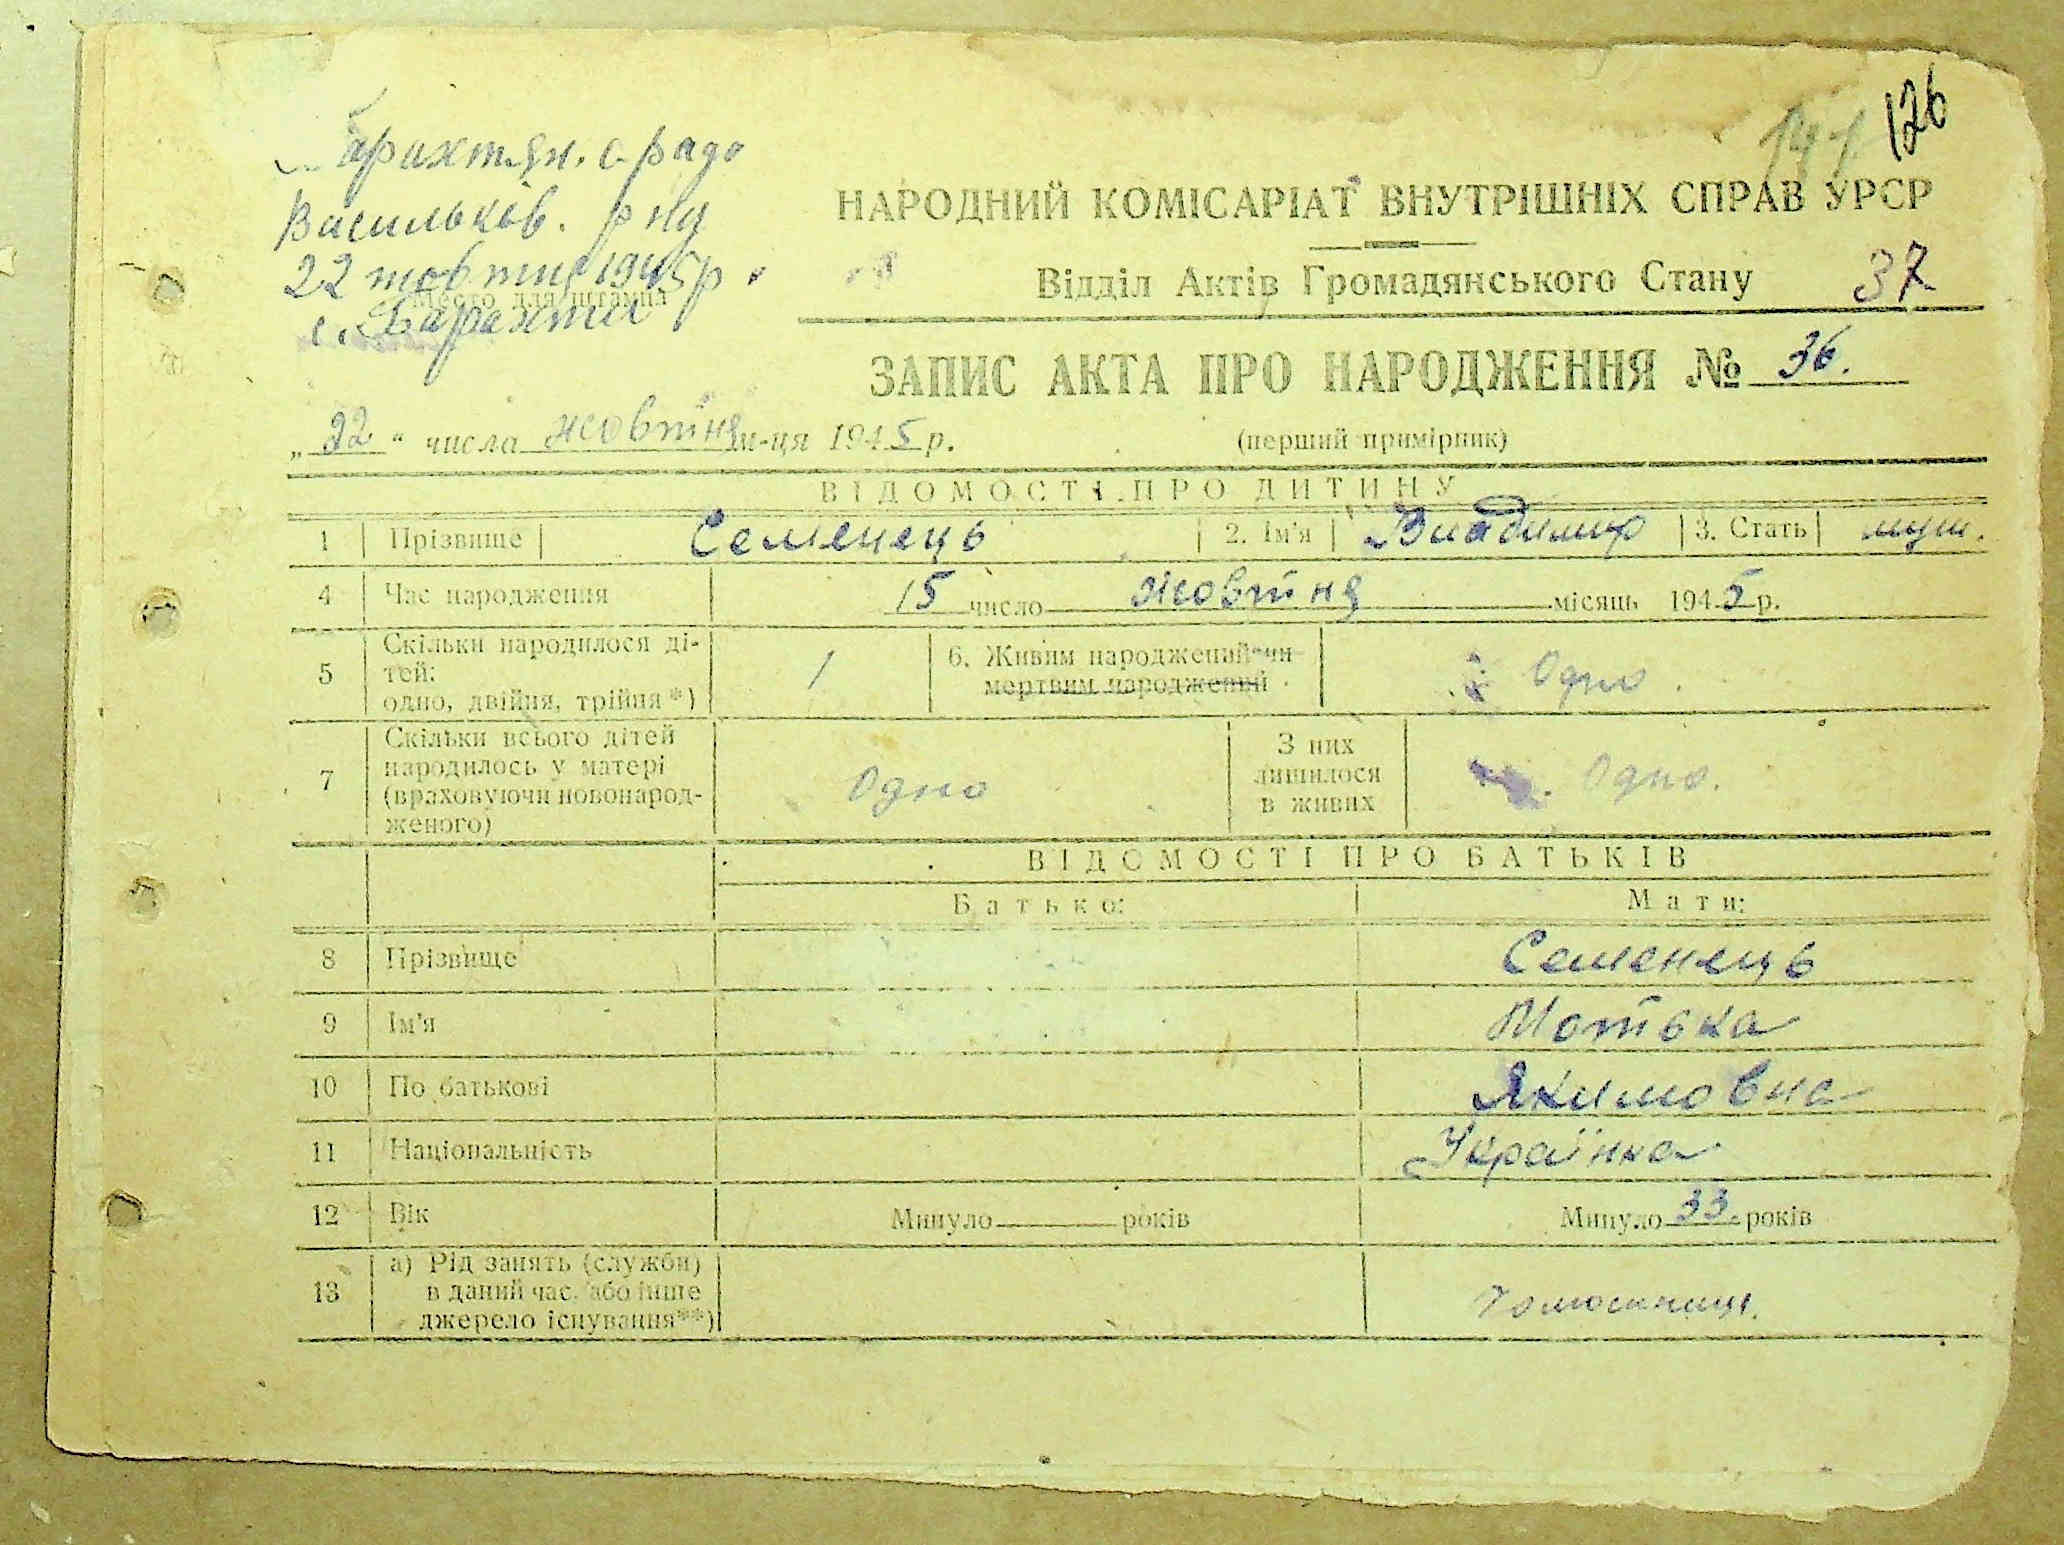 126
Барахтян. с. рада
НАРОДНИЙ КОМІСАРІАТ ВНУТРІШНІХ СПРАВ УРСР
Васильків. р-ну
22 жовтня 1945 р.
Место для штампа
Відділ Актів Громадянського Стану 37
с. Барахти
ЗАПИС АКТА ПРО НАРОДЖЕННЯ № 36.
„22“ числа жовтня м-ця 1945 р. (перший примірник)
ВІДОМОСТІ ПРО ДИТИНУ
1 Прізвище Семенець 2. Ім'я Владимир 3. Стать муж.
4 Час народження 15 число жовтня місяць 1945 р.
5 Скільки народилося дітей: одно, двійня, трійня *) 1 6. Живим народжений чи мертвим народжений Одно.
7 Скільки всього дітей народилось у матері (враховуючи новонародженого) Одно З них лишилося в живих Одно.
ВІДОМОСТІ ПРО БАТЬКІВ
Батько: Мати:
8 Прізвище Семенець
9 Ім'я Мотька
10 По батькові Якимовна
11 Національність Українка
12 Вік Минуло років Минуло 33 років
13 а) Рід занять (служби) в даний час або інше джерело існування**)